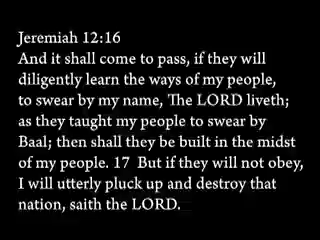 Jeremiah 12:16
And it shall come to pass, if they will
diligently learn the ways of my people,
to swear by my name, The LORD liveth;
as they taught my people to swear by
Baal; then shall they be built in the midst
of my people. 17  But if they will not obey,
I will utterly pluck up and destroy that
nation, saith the LORD.